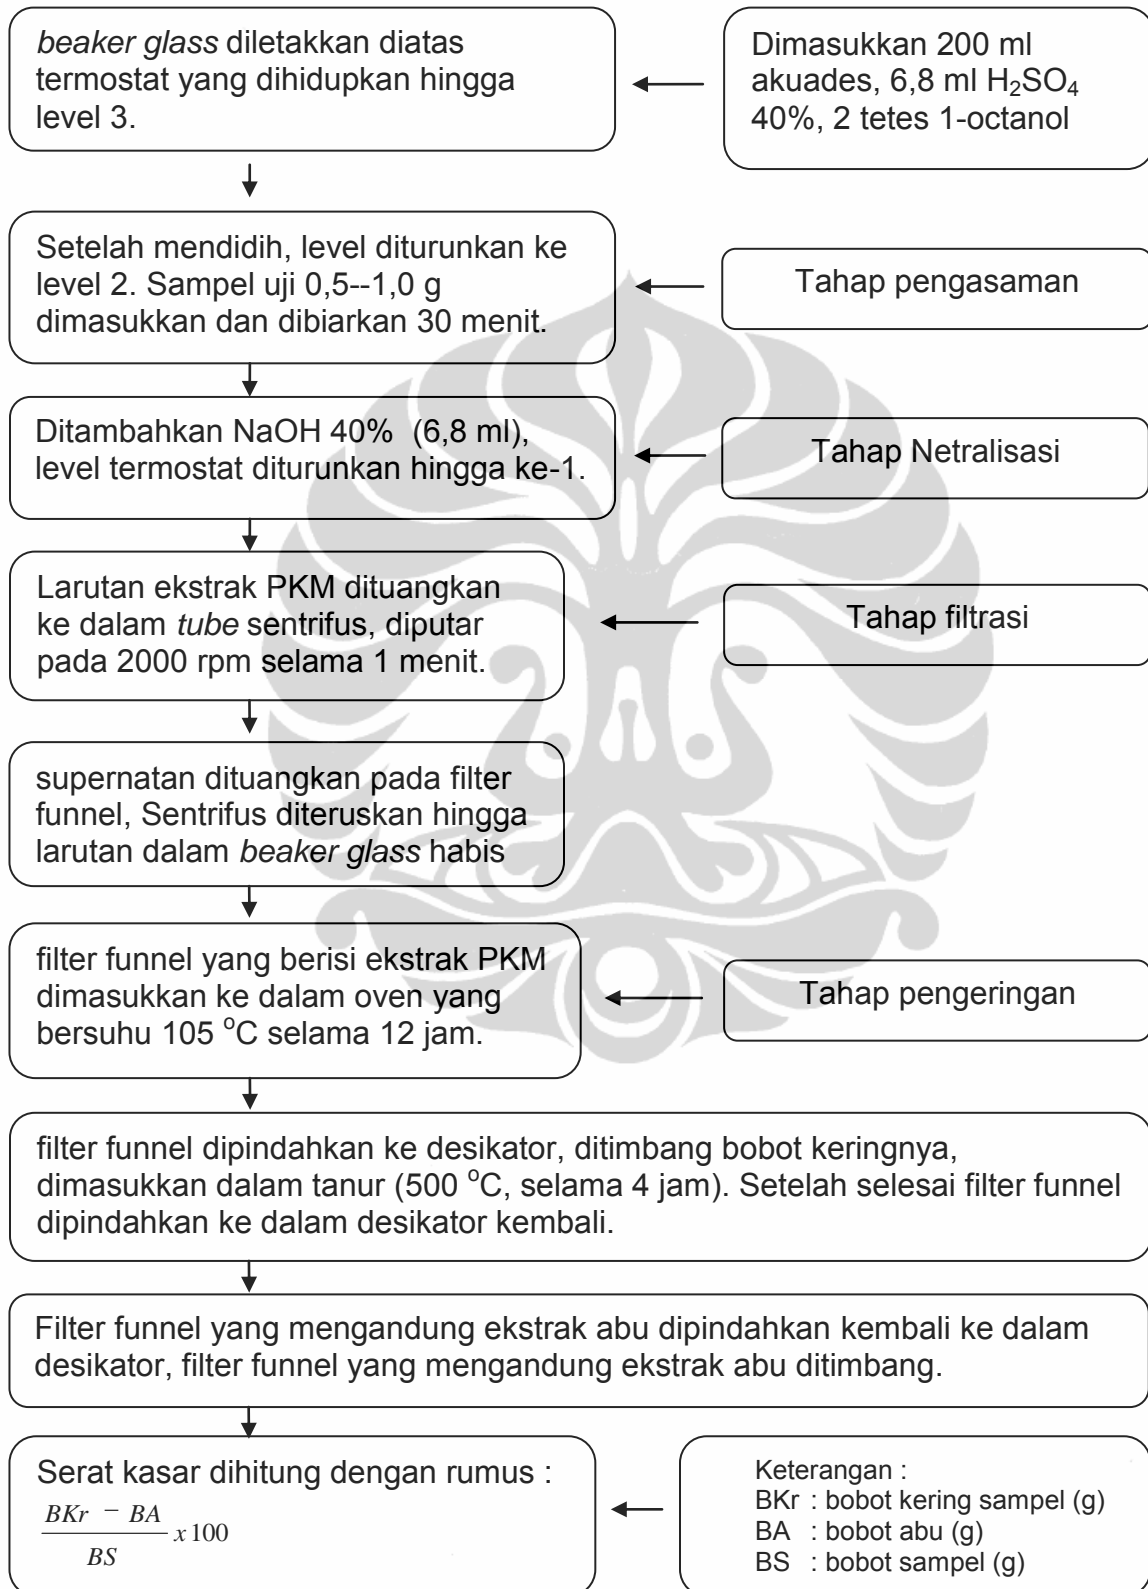 beaker glass diletakkan diatas
termostat yang dihidupkan hingga
level 3.
Dimasukkan 200 ml
akuades, 6,8 ml H₂SO₄
40%, 2 tetes 1-octanol
Setelah mendidih, level diturunkan ke
level 2. Sampel uji 0,5--1,0 g
dimasukkan dan dibiarkan 30 menit.
Tahap pengasaman
Ditambahkan NaOH 40% (6,8 ml),
level termostat diturunkan hingga ke-1.
Tahap Netralisasi
Larutan ekstrak PKM dituangkan
ke dalam tube sentrifus, diputar
pada 2000 rpm selama 1 menit.
Tahap filtrasi
supernatan dituangkan pada filter
funnel, Sentrifus diteruskan hingga
larutan dalam beaker glass habis
filter funnel yang berisi ekstrak PKM
dimasukkan ke dalam oven yang
bersuhu 105 °C selama 12 jam.
Tahap pengeringan
filter funnel dipindahkan ke desikator, ditimbang bobot keringnya,
dimasukkan dalam tanur (500 °C, selama 4 jam). Setelah selesai filter funnel
dipindahkan ke dalam desikator kembali.
Filter funnel yang mengandung ekstrak abu dipindahkan kembali ke dalam
desikator, filter funnel yang mengandung ekstrak abu ditimbang.
Serat kasar dihitung dengan rumus :
BKr − BA
x 100
BS
Keterangan :
BKr : bobot kering sampel (g)
BA : bobot abu (g)
BS : bobot sampel (g)